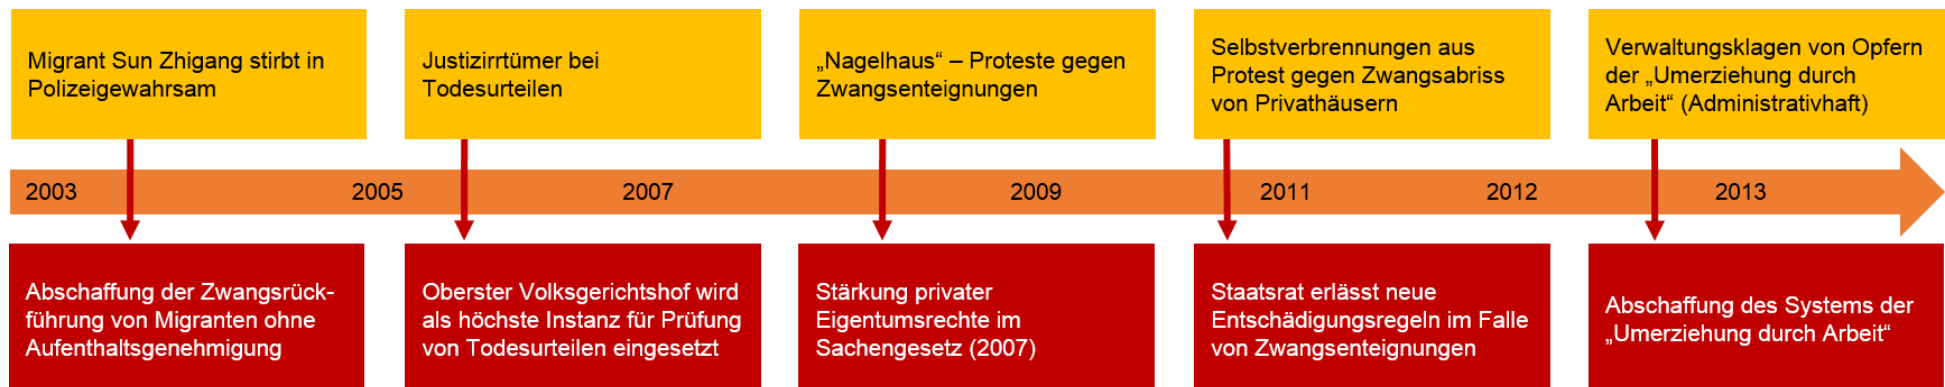 Migrant Sun Zhigang stirbt in
Polizeigewahrsam
Justizirrtümer bei
Todesurteilen
„Nagelhaus“ – Proteste gegen
Zwangsenteignungen
Selbstverbrennungen aus
Protest gegen Zwangsabriss
von Privathäusern
Verwaltungsklagen von Opfern
der „Umerziehung durch
Arbeit“ (Administrativhaft)
2003 2005 2007 2009 2011 2012 2013
Abschaffung der Zwangsrück-
führung von Migranten ohne
Aufenthaltsgenehmigung
Oberster Volksgerichtshof wird
als höchste Instanz für Prüfung
von Todesurteilen eingesetzt
Stärkung privater
Eigentumsrechte im
Sachengesetz (2007)
Staatsrat erlässt neue
Entschädigungsregeln im Falle
von Zwangsenteignungen
Abschaffung des Systems der
„Umerziehung durch Arbeit“